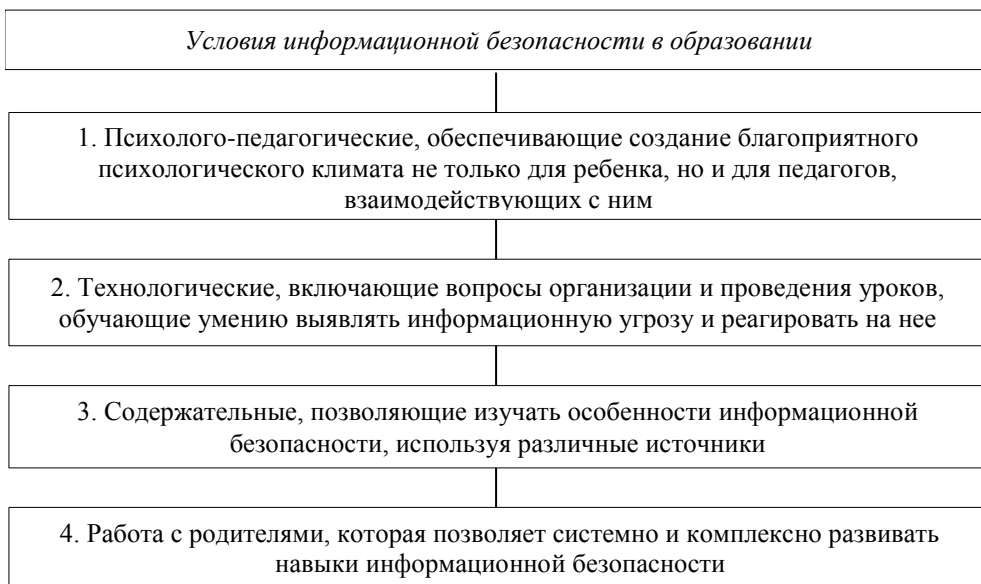 Условия информационной безопасности в образовании
1. Психолого-педагогические, обеспечивающие создание благоприятного
психологического климата не только для ребенка, но и для педагогов,
взаимодействующих с ним
2. Технологические, включающие вопросы организации и проведения уроков,
обучающие умению выявлять информационную угрозу и реагировать на нее
3. Содержательные, позволяющие изучать особенности информационной
безопасности, используя различные источники
4. Работа с родителями, которая позволяет системно и комплексно развивать
навыки информационной безопасности